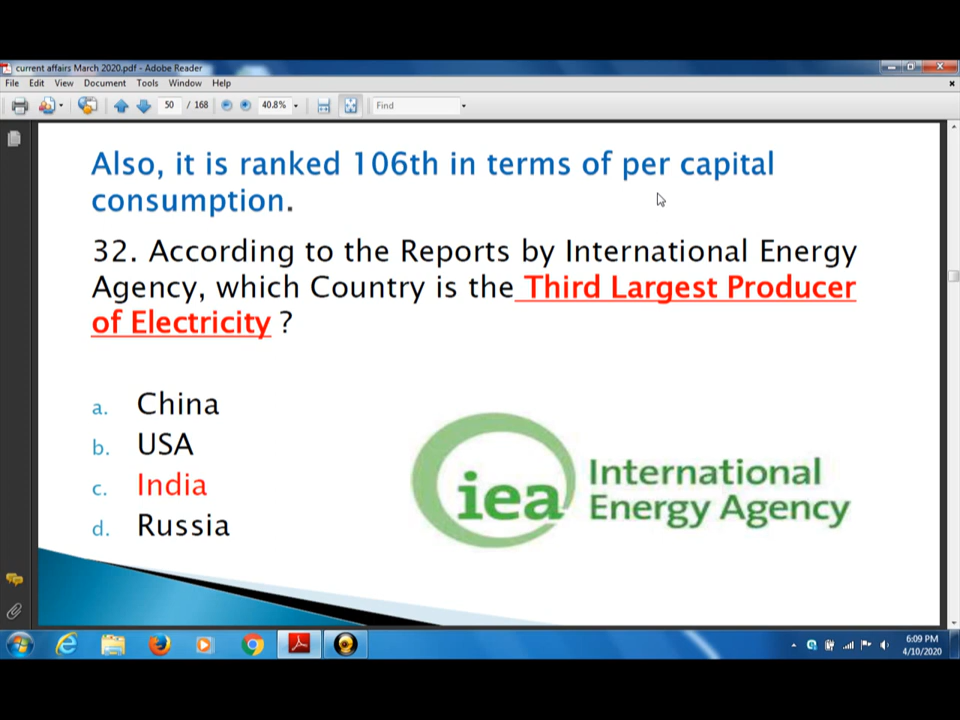 current affairs March 2020.pdf - Adobe Reader
File Edit View Document Tools Window Help
50 / 168 40.8% Find
Also, it is ranked 106th in terms of per capital
consumption.
32. According to the Reports by International Energy
Agency, which Country is the Third Largest Producer
of Electricity ?
a. China
b. USA
c. India
d. Russia
iea International
Energy Agency
6:09 PM
4/10/2020